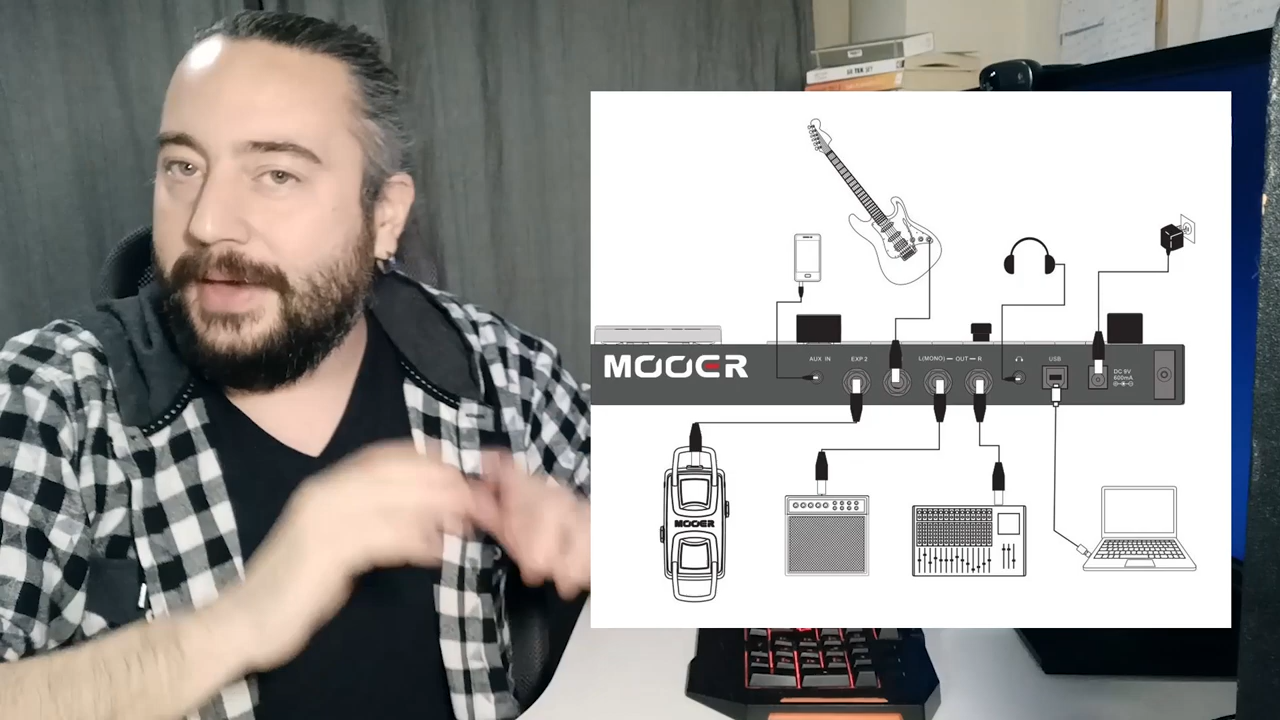 MOOER
AUX IN
EXP.2
L(MONO)— OUT —R
USB
DC 9V
600mA
MOOER